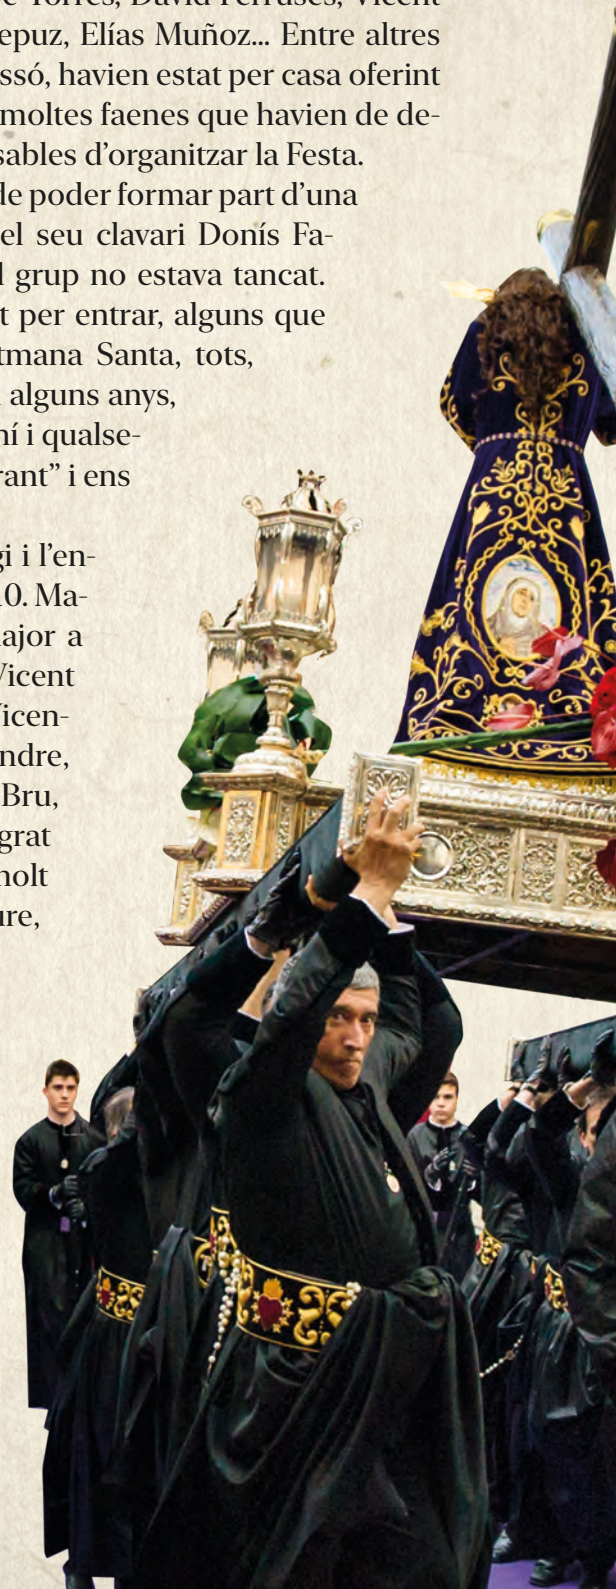 Torres, David Ferruses, Vicent
epuz, Elías Muñoz... Entre altres
ssó, havien estat per casa oferint
moltes faenes que havien de de-
sables d’organitzar la Festa.
de poder formar part d’una
el seu clavari Donís Fa-
l grup no estava tancat.
t per entrar, alguns que
tmana Santa, tots,
alguns anys,
ní i qualse-
rant” i ens
gi i l’en-
10. Ma-
ajor a
Vicent
Vicen-
ndre,
Bru,
grat
molt
ure,